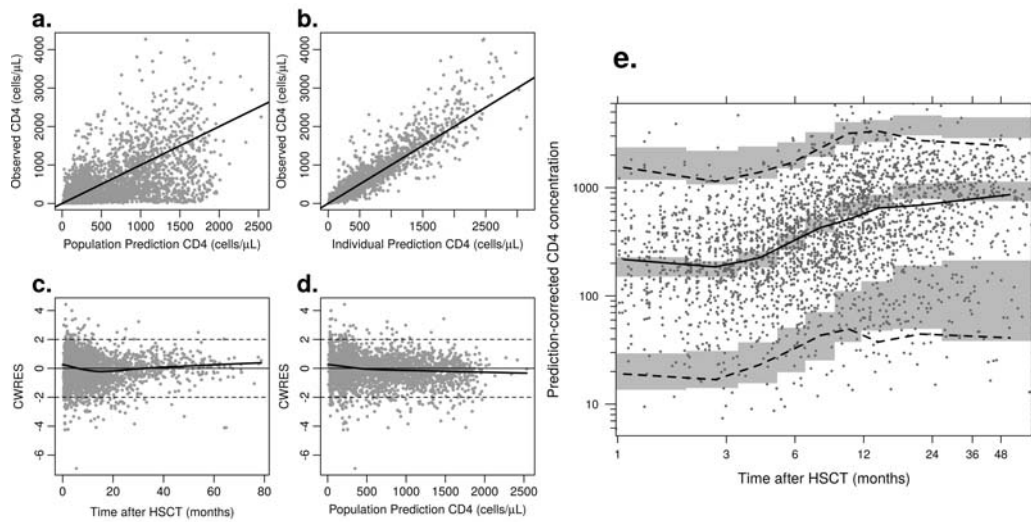 a.
Observed CD4 (cells/µL)
4000
3000
2000
1000
0
0 500 1000 1500 2000 2500
Population Prediction CD4 (cells/µL)
b.
Observed CD4 (cells/µL)
4000
3000
2000
1000
0
0 500 1000 1500 2000 2500 3000
Individual Prediction CD4 (cells/µL)
c.
CWRES
4
2
0
-2
-4
-6
0 20 40 60 80
Time after HSCT (months)
d.
CWRES
4
2
0
-2
-4
-6
0 500 1000 1500 2000 2500
Population Prediction CD4 (cells/µL)
e.
Prediction-corrected CD4 concentration
1000
100
10
1 3 6 12 24 36 48
Time after HSCT (months)